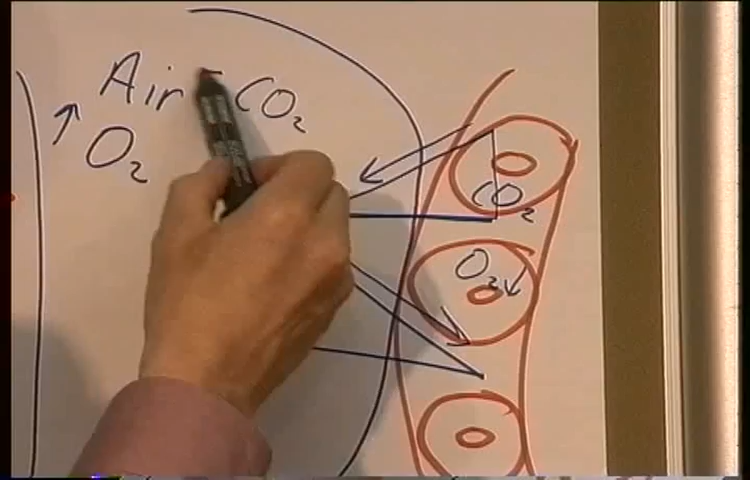 Air CO₂
↑ O₂
CO₂
O₂ ↓